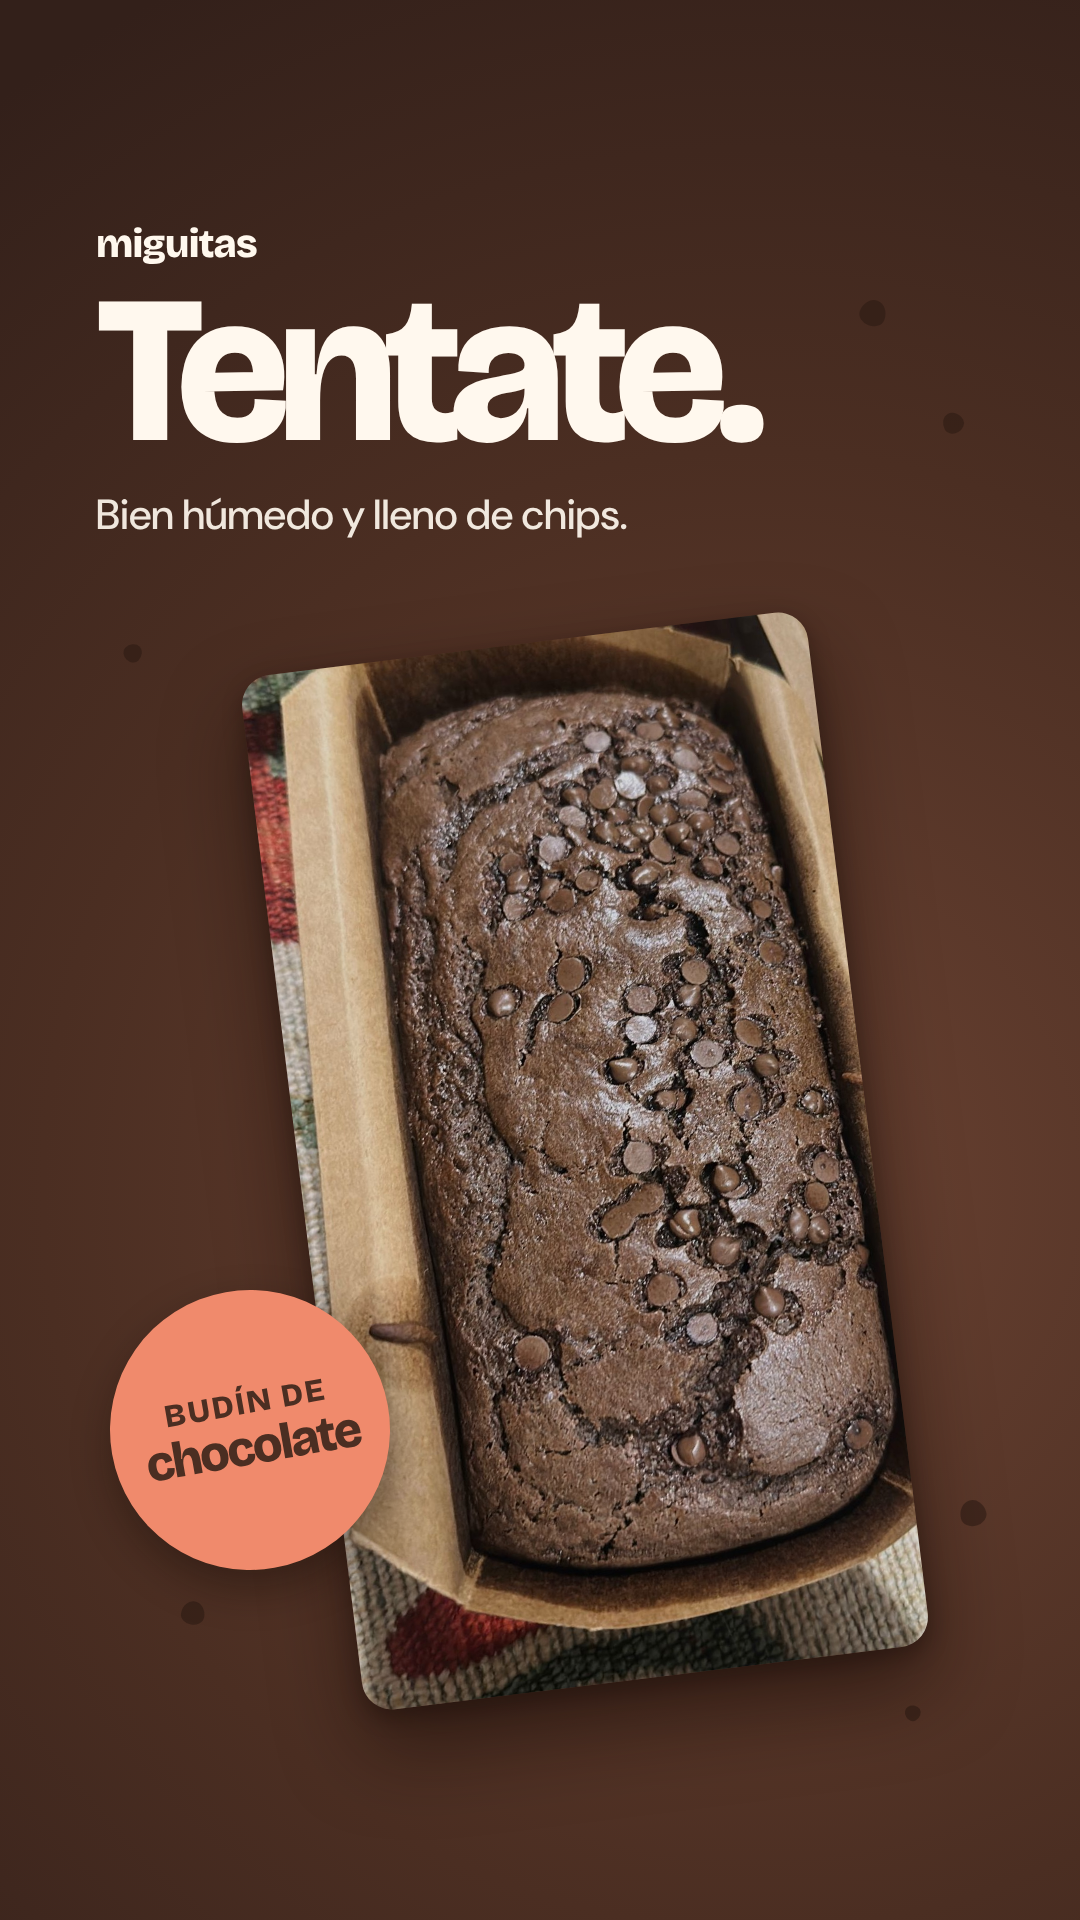 miguitas
Tentate.
Bien húmedo y lleno de chips.
BUDÍN DE
chocolate